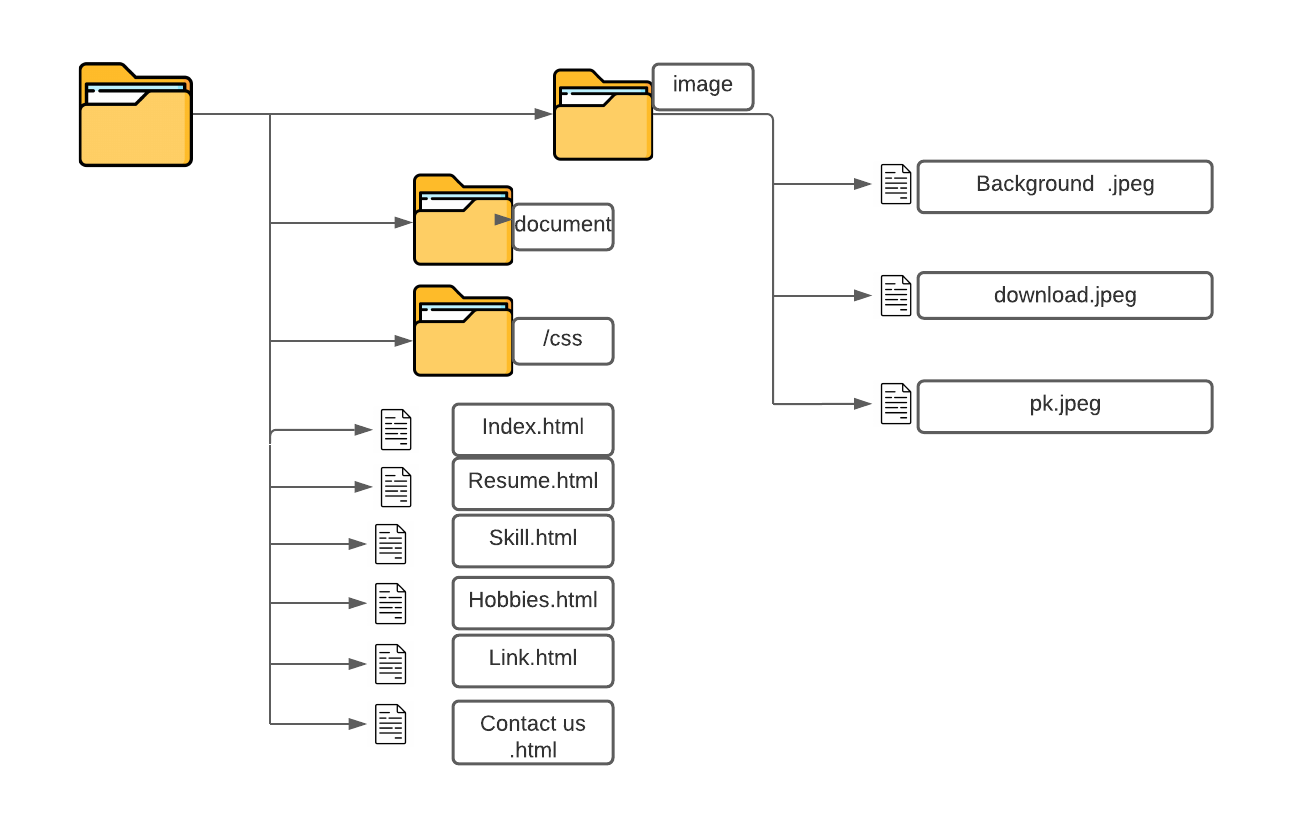 image
Background  .jpeg
document
download.jpeg
/css
pk.jpeg
Index.html
Resume.html
Skill.html
Hobbies.html
Link.html
Contact us
.html